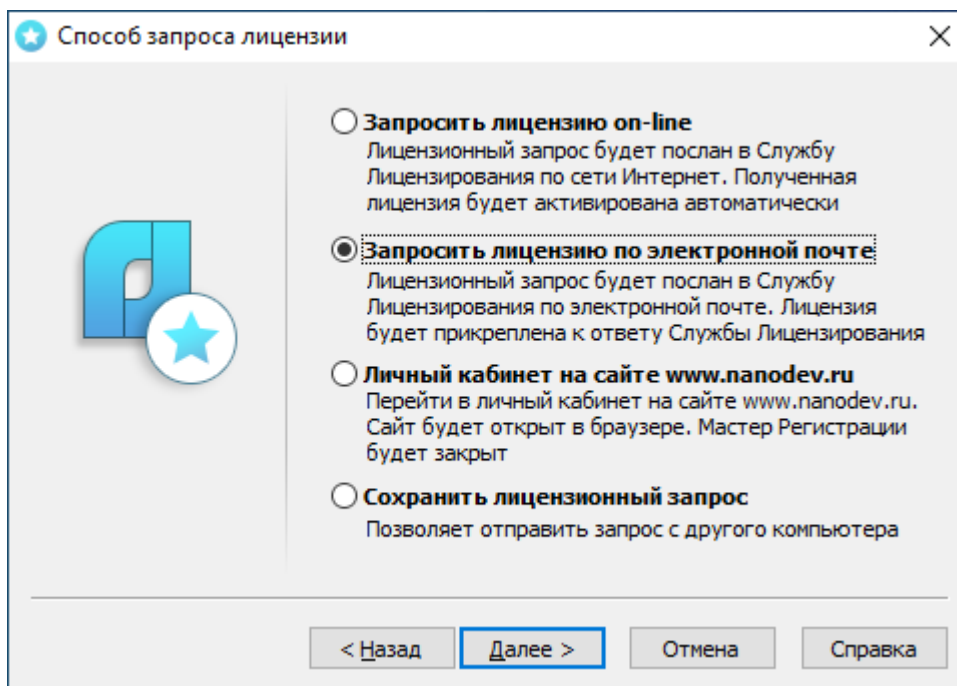 Способ запроса лицензии
Запросить лицензию on-line
Лицензионный запрос будет послан в Службу
Лицензирования по сети Интернет. Полученная
лицензия будет активирована автоматически
Запросить лицензию по электронной почте
Лицензионный запрос будет послан в Службу
Лицензирования по электронной почте. Лицензия
будет прикреплена к ответу Службы Лицензирования
Личный кабинет на сайте www.nanodev.ru
Перейти в личный кабинет на сайте www.nanodev.ru.
Сайт будет открыт в браузере. Мастер Регистрации
будет закрыт
Сохранить лицензионный запрос
Позволяет отправить запрос с другого компьютера
< Назад Далее > Отмена Справка